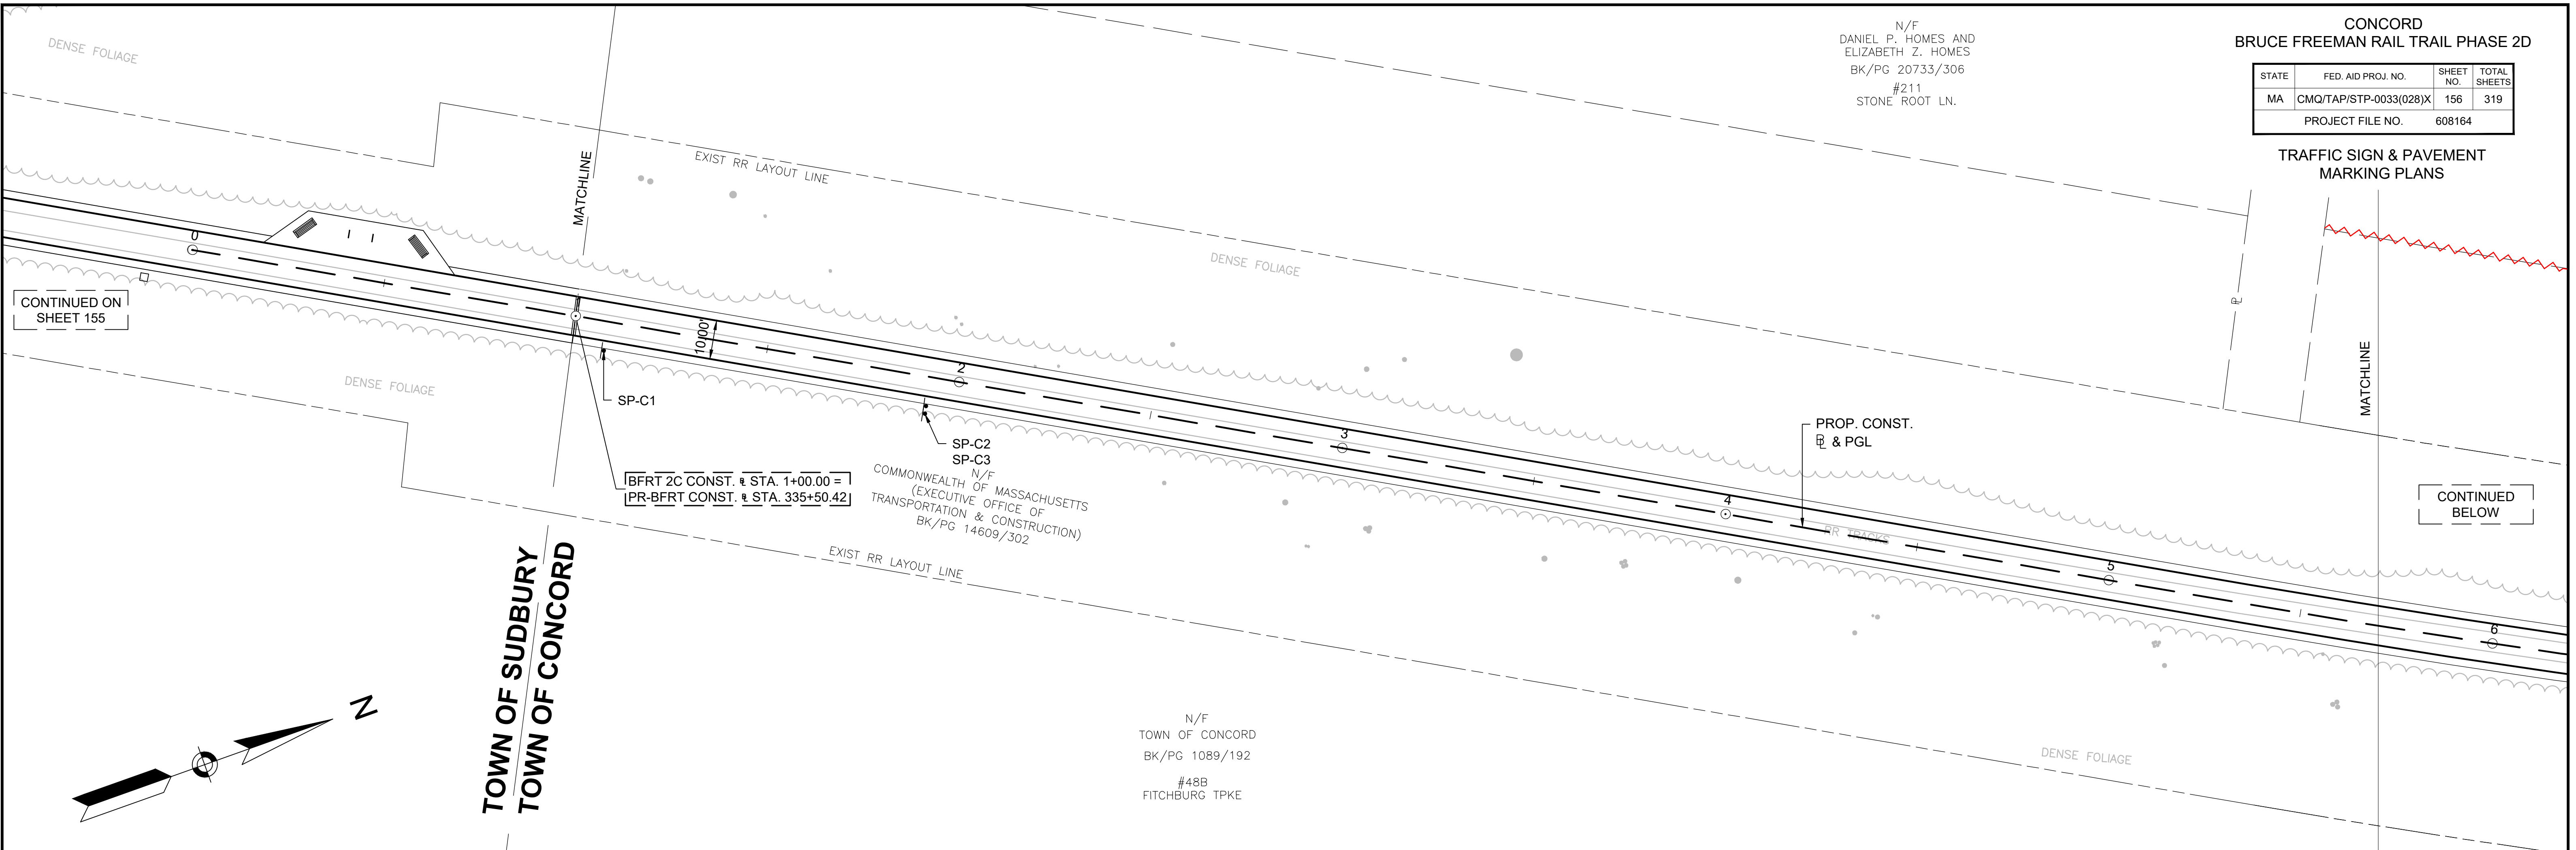 CONCORD
BRUCE FREEMAN RAIL TRAIL PHASE 2D
STATE FED. AID PROJ. NO. SHEET NO. TOTAL SHEETS
MA CMQ/TAP/STP-0033(028)X 156 319
PROJECT FILE NO. 608164
TRAFFIC SIGN & PAVEMENT
MARKING PLANS
N/F
DANIEL P. HOMES AND
ELIZABETH Z. HOMES
BK/PG 20733/306
#211
STONE ROOT LN.
DENSE FOLIAGE
MATCHLINE
EXIST RR LAYOUT LINE
DENSE FOLIAGE
0
CONTINUED ON
SHEET 155
DENSE FOLIAGE
SP-C1
10.00'
2
SP-C2
SP-C3
BFRT 2C CONST. ⅊ STA. 1+00.00 =
PR-BFRT CONST. ⅊ STA. 335+50.42
N/F
COMMONWEALTH OF MASSACHUSETTS
(EXECUTIVE OFFICE OF
TRANSPORTATION & CONSTRUCTION)
BK/PG 14609/302
EXIST RR LAYOUT LINE
3
4
PROP. CONST.
B/L & PGL
RR TRACKS
5
6
P/L
MATCHLINE
CONTINUED
BELOW
TOWN OF SUDBURY
TOWN OF CONCORD
N
N/F
TOWN OF CONCORD
BK/PG 1089/192
#48B
FITCHBURG TPKE
DENSE FOLIAGE